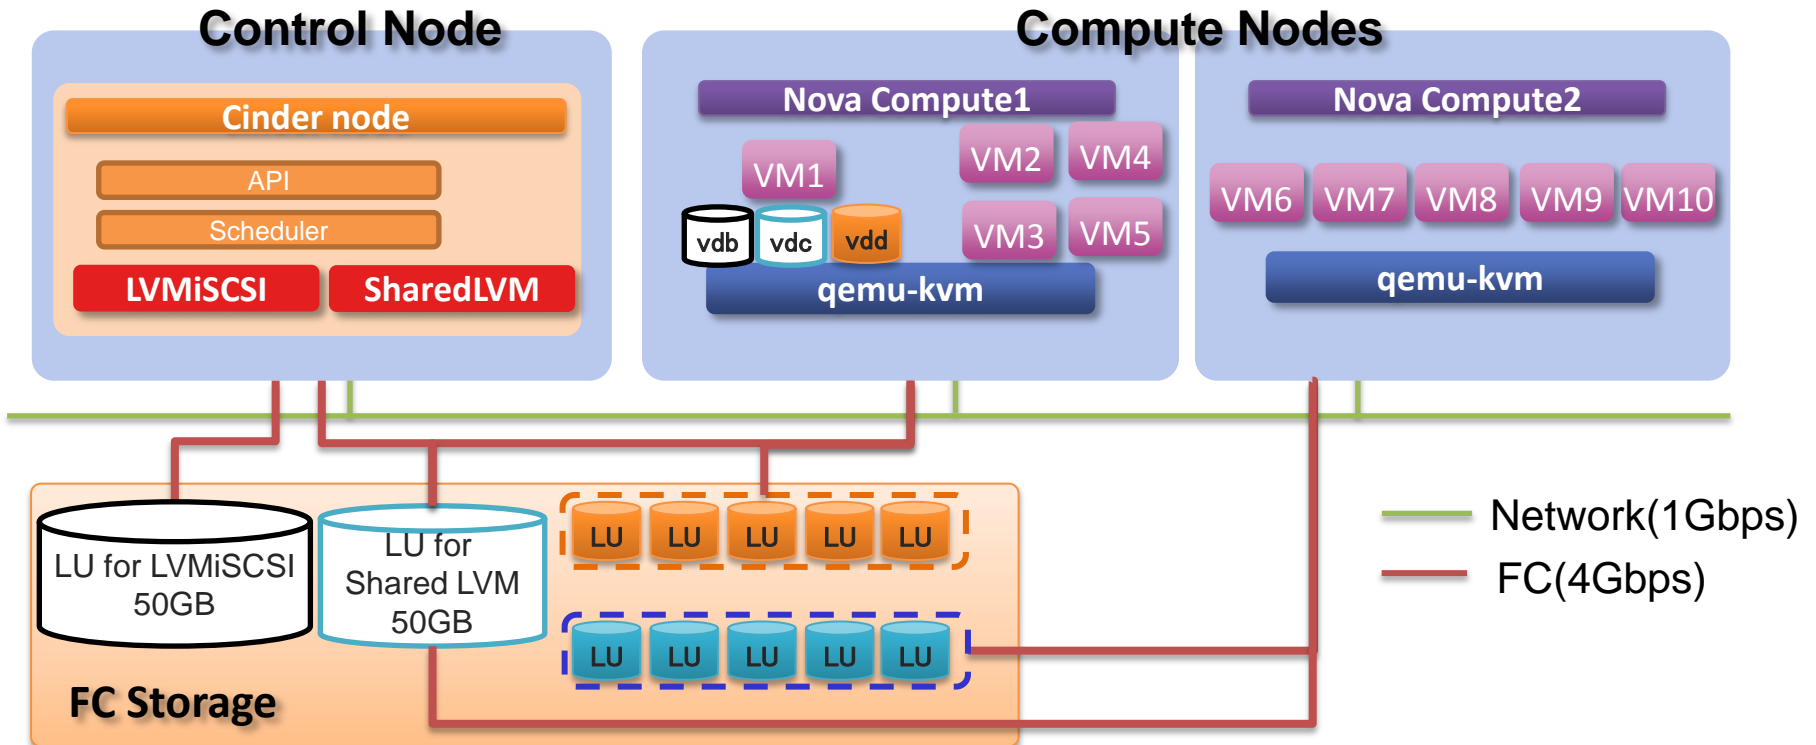 Control Node
Compute Nodes
Cinder node
API
Scheduler
LVMiSCSI
SharedLVM
Nova Compute1
VM1
VM2
VM4
VM3
VM5
vdb
vdc
vdd
qemu-kvm
Nova Compute2
VM6
VM7
VM8
VM9
VM10
qemu-kvm
LU for LVMiSCSI
50GB
LU for
Shared LVM
50GB
LU
LU
LU
LU
LU
LU
LU
LU
LU
LU
FC Storage
Network(1Gbps)
FC(4Gbps)